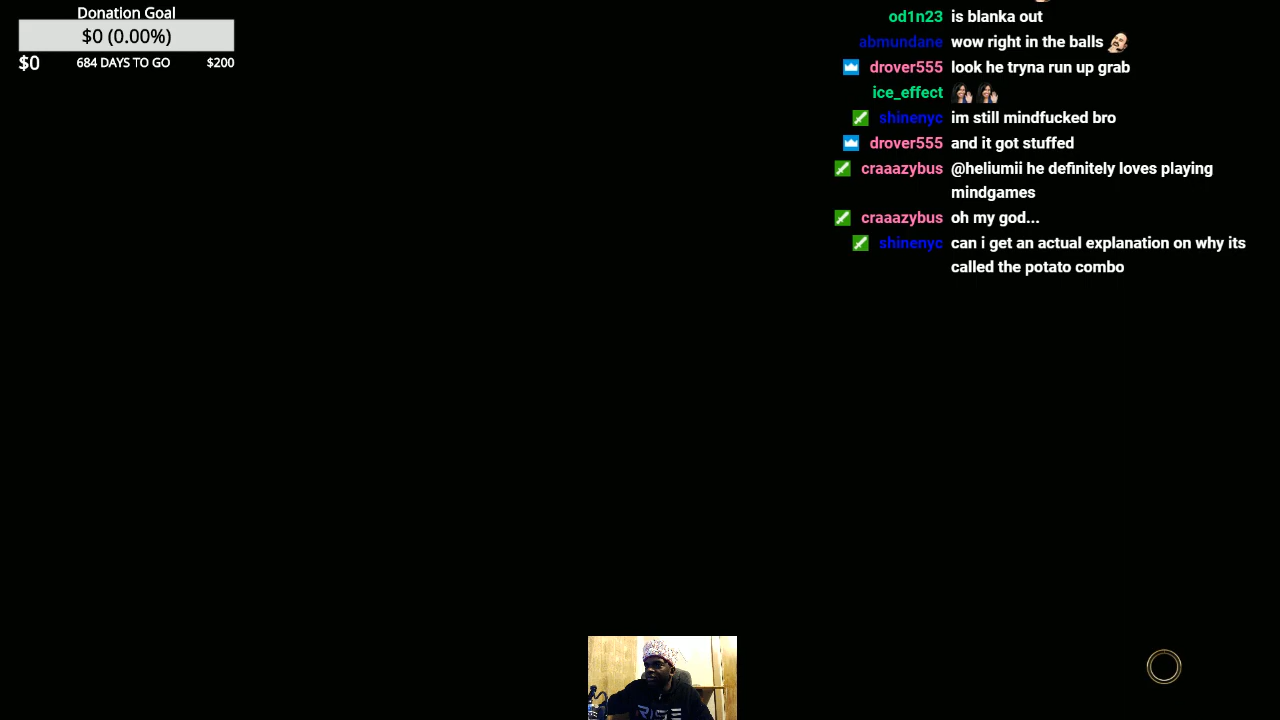 Donation Goal
$0 (0.00%)
$0 684 DAYS TO GO $200
od1n23 is blanka out
abmundane wow right in the balls
drover555 look he tryna run up grab
ice_effect
shinenyc im still mindfucked bro
drover555 and it got stuffed
craaazybus @heliumii he definitely loves playing
mindgames
craaazybus oh my god...
shinenyc can i get an actual explanation on why its
called the potato combo
RISE